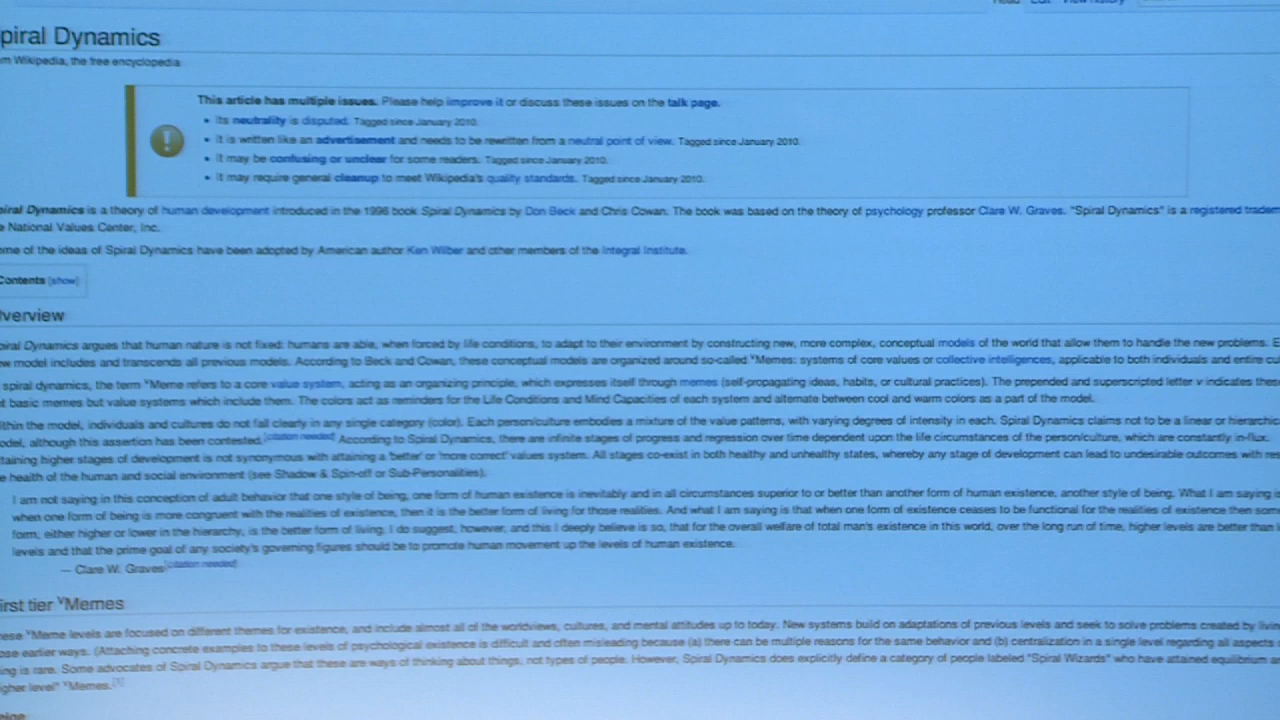 Read Edit View history
piral Dynamics
m Wikipedia, the free encyclopedia
This article has multiple issues. Please help improve it or discuss these issues on the talk page.
• Its neutrality is disputed. Tagged since January 2010.
• It is written like an advertisement and needs to be rewritten from a neutral point of view. Tagged since January 2010.
• It may be confusing or unclear for some readers. Tagged since January 2010.
• It may require general cleanup to meet Wikipedia's quality standards. Tagged since January 2010.
piral Dynamics is a theory of human development introduced in the 1996 book Spiral Dynamics by Don Beck and Chris Cowan. The book was based on the theory of psychology professor Clare W. Graves. "Spiral Dynamics" is a registered tradem
e National Values Center, Inc.
ome of the ideas of Spiral Dynamics have been adopted by American author Ken Wilber and other members of the Integral Institute.
Contents [show]
verview
piral Dynamics argues that human nature is not fixed: humans are able, when forced by life conditions, to adapt to their environment by constructing new, more complex, conceptual models of the world that allow them to handle the new problems. E
w model includes and transcends all previous models. According to Beck and Cowan, these conceptual models are organized around so-called vMemes: systems of core values or collective intelligences, applicable to both individuals and entire cu
spiral dynamics, the term vMeme refers to a core value system, acting as an organizing principle, which expresses itself through memes (self-propagating ideas, habits, or cultural practices). The prepended and superscripted letter v indicates thes
t basic memes but value systems which include them. The colors act as reminders for the Life Conditions and Mind Capacities of each system and alternate between cool and warm colors as a part of the model.
ithin the model, individuals and cultures do not fall clearly in any single category (color). Each person/culture embodies a mixture of the value patterns, with varying degrees of intensity in each. Spiral Dynamics claims not to be a linear or hierarchic
odel, although this assertion has been contested.[citation needed] According to Spiral Dynamics, there are infinite stages of progress and regression over time dependent upon the life circumstances of the person/culture, which are constantly in-flux.
taining higher stages of development is not synonymous with attaining a 'better' or 'more correct' values system. All stages co-exist in both healthy and unhealthy states, whereby any stage of development can lead to undesirable outcomes with res
e health of the human and social environment (see Shadow & Spin-off or Sub-Personalities).
I am not saying in this conception of adult behavior that one style of being, one form of human existence is inevitably and in all circumstances superior to or better than another form of human existence, another style of being. What I am saying i
when one form of being is more congruent with the realities of existence, then it is the better form of living for those realities. And what I am saying is that when one form of existence ceases to be functional for the realities of existence then som
form, either higher or lower in the hierarchy, is the better form of living. I do suggest, however, and this I deeply believe is so, that for the overall welfare of total man's existence in this world, over the long run of time, higher levels are better than
levels and that the prime goal of any society's governing figures should be to promote human movement up the levels of human existence.
— Clare W. Graves[citation needed]
irst tier vMemes
ese vMeme levels are focused on different themes for existence, and include almost all of the worldviews, cultures, and mental attitudes up to today. New systems build on adaptations of previous levels and seek to solve problems created by livin
ose earlier ways. (Attaching concrete examples to these levels of psychological existence is difficult and often misleading because (a) there can be multiple reasons for the same behavior and (b) centralization in a single level regarding all aspects
ing is rare. Some advocates of Spiral Dynamics argue that these are ways of thinking about things, not types of people. However, Spiral Dynamics does explicitly define a category of people labeled "Spiral Wizards" who have attained equilibrium a
igher level" vMemes.[1]